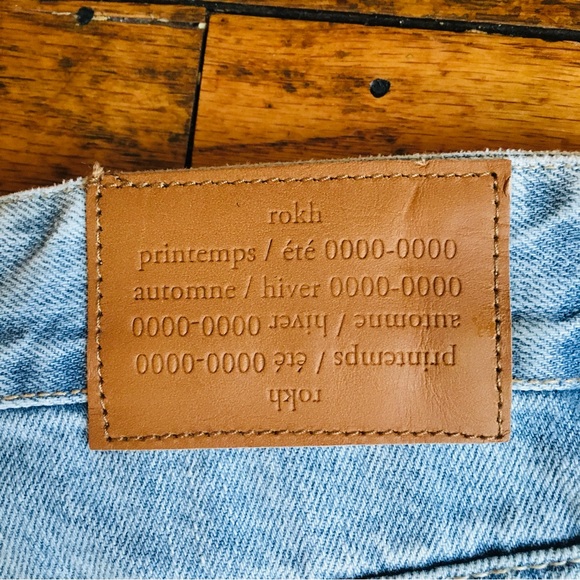 rokh
printemps / été 0000-0000
automne / hiver 0000-0000
automne / hiver 0000-0000
printemps / été 0000-0000
rokh